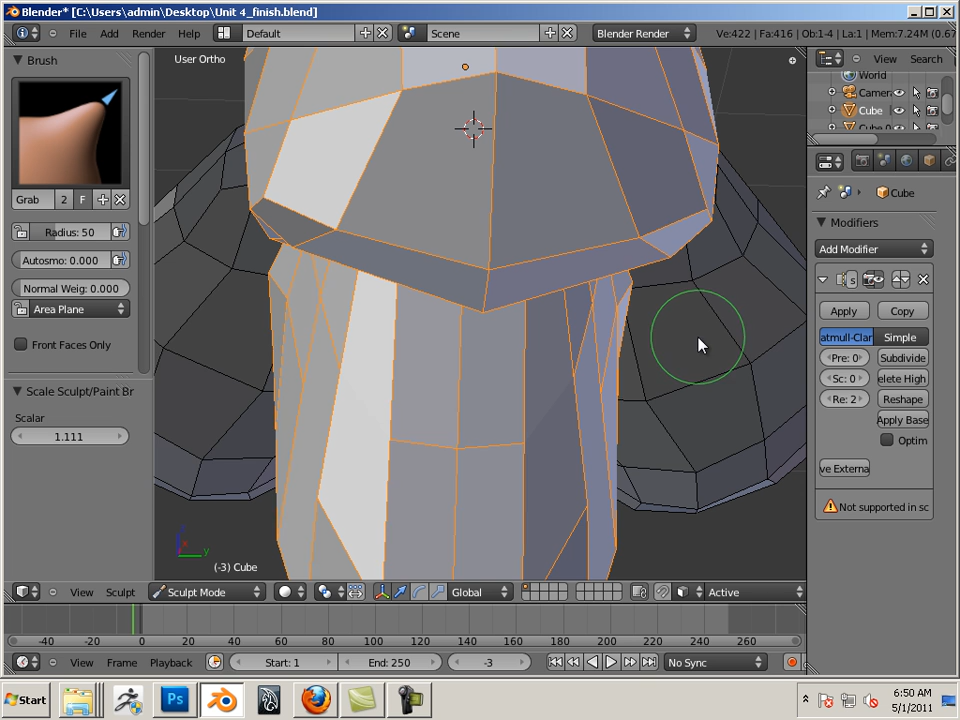 Blender* [C:\Users\admin\Desktop\Unit 4_finish.blend]
File Add Render Help Default Scene Blender Render Ve:422 | Fa:416 | Ob:1-4 | La:1 | Mem:7.24M (0.67
Brush
User Ortho
View Search
World
Camer
Cube
Grab 2 F
Cube
Radius: 50
Modifiers
Autosmo: 0.000
Add Modifier
Normal Weig: 0.000
Area Plane
Apply Copy
Front Faces Only
atmull-Clar Simple
Pre: 0 Subdivide
Sc: 0 elete High
Re: 2 Reshape
Apply Base
Optim
ve Externa
Not supported in sc
Scale Sculpt/Paint Br
Scalar
1.111
z
x
y
(-3) Cube
View Sculpt Sculpt Mode Global Active
-40 -20 0 20 40 60 80 100 120 140 160 180 200 220 240 260
View Frame Playback Start: 1 End: 250 -3 No Sync
Start Ps 6:50 AM
5/1/2011